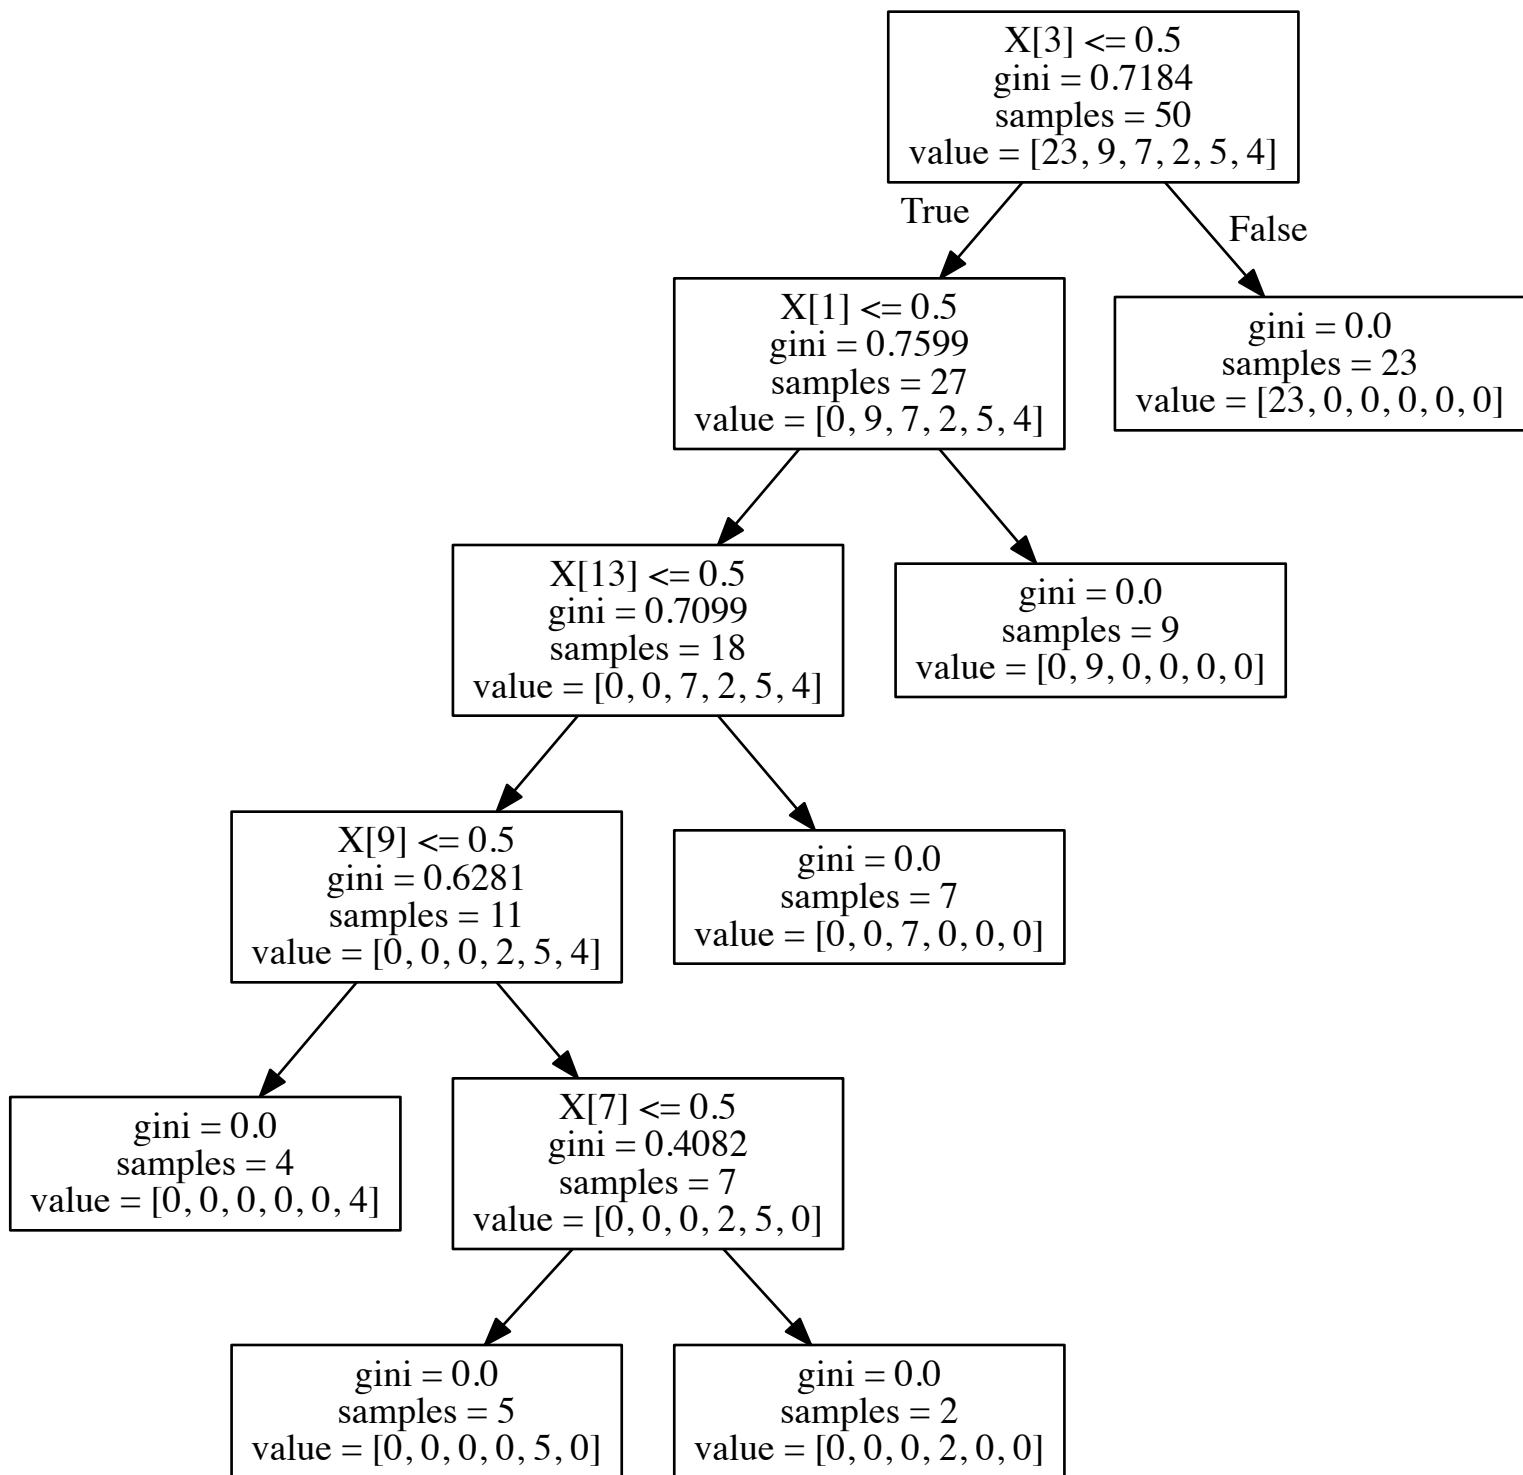 X[3] <= 0.5
gini = 0.7184
samples = 50
value = [23, 9, 7, 2, 5, 4]
True
False
X[1] <= 0.5
gini = 0.7599
samples = 27
value = [0, 9, 7, 2, 5, 4]
gini = 0.0
samples = 23
value = [23, 0, 0, 0, 0, 0]
X[13] <= 0.5
gini = 0.7099
samples = 18
value = [0, 0, 7, 2, 5, 4]
gini = 0.0
samples = 9
value = [0, 9, 0, 0, 0, 0]
X[9] <= 0.5
gini = 0.6281
samples = 11
value = [0, 0, 0, 2, 5, 4]
gini = 0.0
samples = 7
value = [0, 0, 7, 0, 0, 0]
gini = 0.0
samples = 4
value = [0, 0, 0, 0, 0, 4]
X[7] <= 0.5
gini = 0.4082
samples = 7
value = [0, 0, 0, 2, 5, 0]
gini = 0.0
samples = 5
value = [0, 0, 0, 0, 5, 0]
gini = 0.0
samples = 2
value = [0, 0, 0, 2, 0, 0]